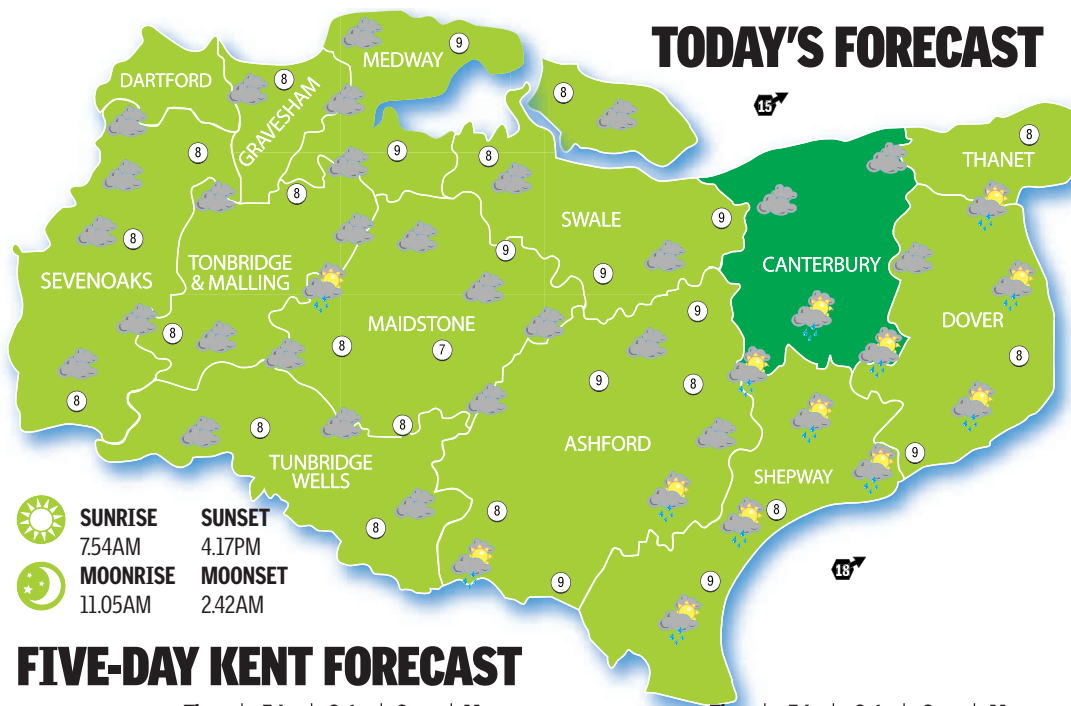 TODAY'S FORECAST
MEDWAY
9
DARTFORD
8
GRAVESHAM
8
15
8
THANET
8
9
8
8
SWALE
9
SEVENOAKS
8
TONBRIDGE
& MALLING
9
9
CANTERBURY
MAIDSTONE
9
DOVER
8
8
7
8
9
8
8
8
8
ASHFORD
9
TUNBRIDGE
WELLS
SHEPWAY
8
8
8
9
9
18
SUNRISE SUNSET
7.54AM 4.17PM
MOONRISE MOONSET
11.05AM 2.42AM
FIVE-DAY KENT FORECAST